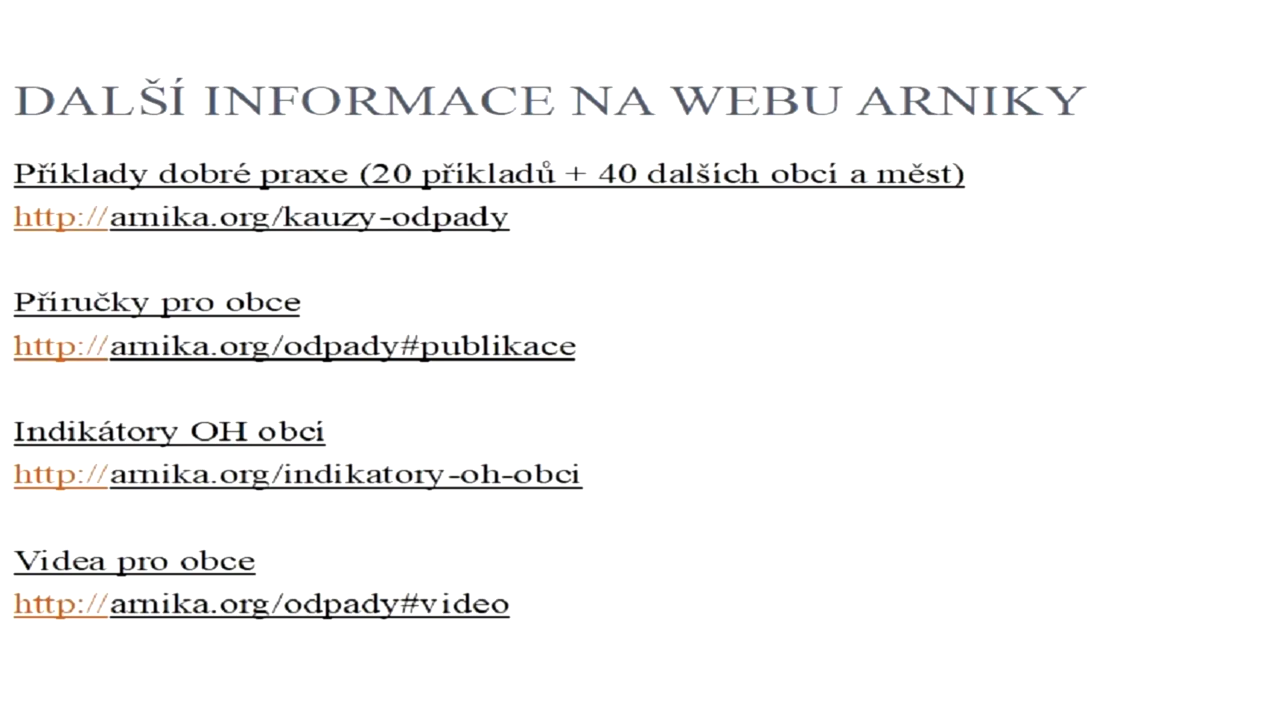 DALŠÍ INFORMACE NA WEBU ARNIKY
Příklady dobré praxe (20 příkladů + 40 dalších obcí a měst)
http://arnika.org/kauzy-odpady
Příručky pro obce
http://arnika.org/odpady#publikace
Indikátory OH obcí
http://arnika.org/indikatory-oh-obci
Videa pro obce
http://arnika.org/odpady#video